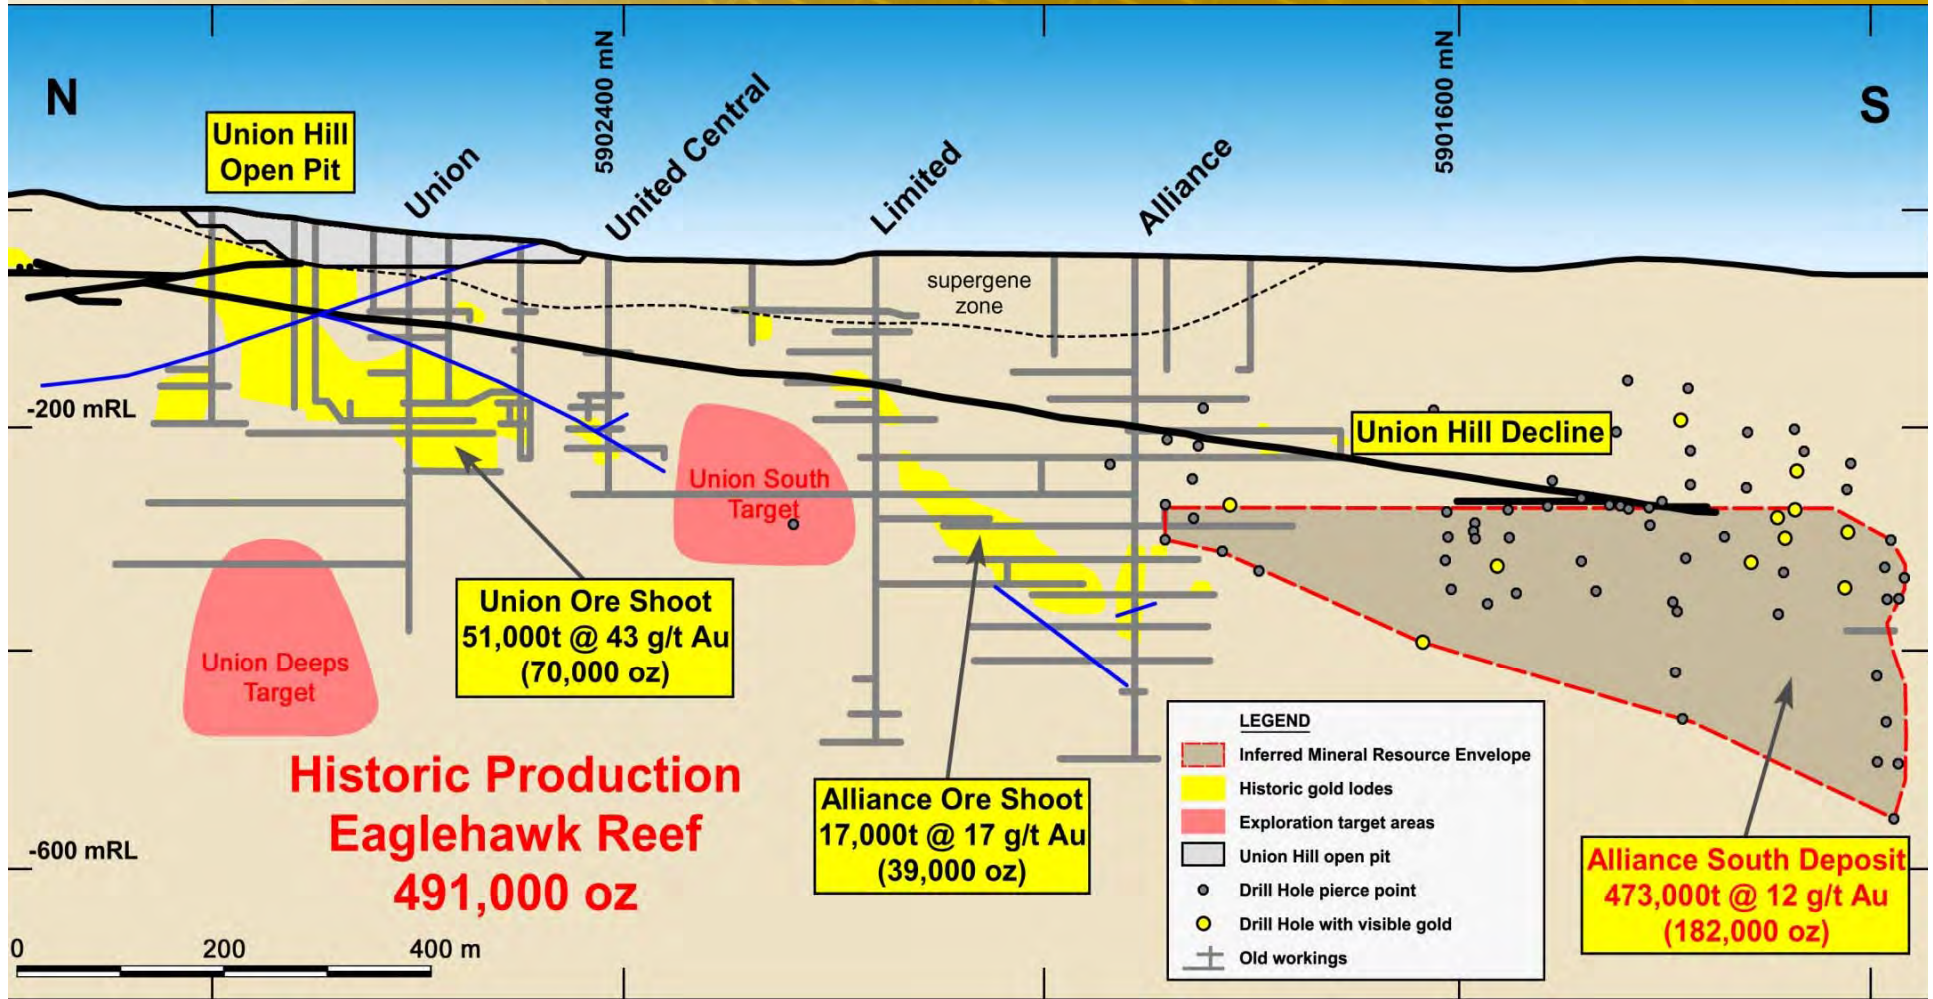 N
S
5902400 mN
5901600 mN
Union Hill
Open Pit
Union
United Central
Limited
Alliance
supergene
zone
-200 mRL
Union Hill Decline
Union South
Target
Union Deeps
Target
Union Ore Shoot
51,000t @ 43 g/t Au
(70,000 oz)
Historic Production
Eaglehawk Reef
491,000 oz
Alliance Ore Shoot
17,000t @ 17 g/t Au
(39,000 oz)
-600 mRL
LEGEND
Inferred Mineral Resource Envelope
Historic gold lodes
Exploration target areas
Union Hill open pit
Drill Hole pierce point
Drill Hole with visible gold
Old workings
Alliance South Deposit
473,000t @ 12 g/t Au
(182,000 oz)
0 200 400 m